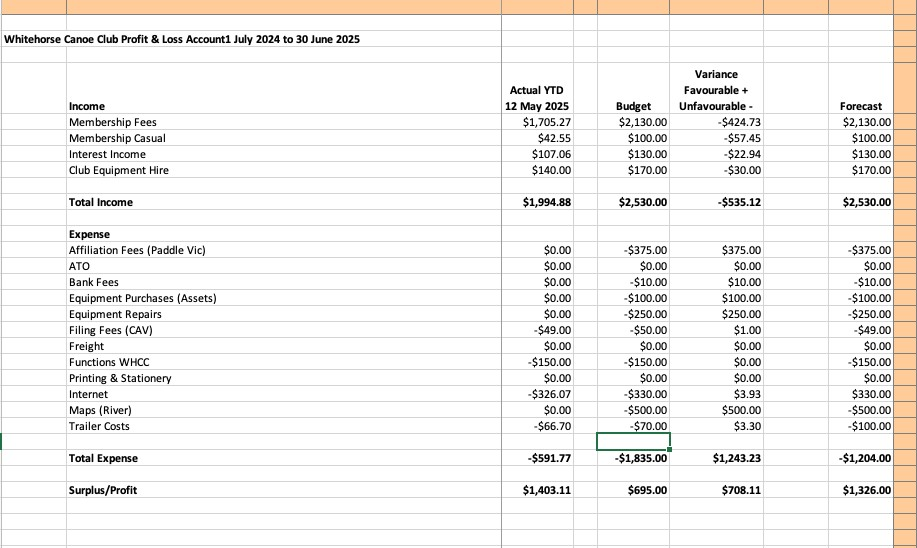 Whitehorse Canoe Club Profit & Loss Account1 July 2024 to 30 June 2025
Variance
Actual YTD Favourable +
Income 12 May 2025 Budget Unfavourable - Forecast
Membership Fees $1,705.27 $2,130.00 -$424.73 $2,130.00
Membership Casual $42.55 $100.00 -$57.45 $100.00
Interest Income $107.06 $130.00 -$22.94 $130.00
Club Equipment Hire $140.00 $170.00 -$30.00 $170.00
Total Income $1,994.88 $2,530.00 -$535.12 $2,530.00
Expense
Affiliation Fees (Paddle Vic) $0.00 -$375.00 $375.00 -$375.00
ATO $0.00 $0.00 $0.00 $0.00
Bank Fees $0.00 -$10.00 $10.00 -$10.00
Equipment Purchases (Assets) $0.00 -$100.00 $100.00 -$100.00
Equipment Repairs $0.00 -$250.00 $250.00 -$250.00
Filing Fees (CAV) -$49.00 -$50.00 $1.00 -$49.00
Freight $0.00 $0.00 $0.00 $0.00
Functions WHCC -$150.00 -$150.00 $0.00 -$150.00
Printing & Stationery $0.00 $0.00 $0.00 $0.00
Internet -$326.07 -$330.00 $3.93 $330.00
Maps (River) $0.00 -$500.00 $500.00 -$500.00
Trailer Costs -$66.70 -$70.00 $3.30 -$100.00
Total Expense -$591.77 -$1,835.00 $1,243.23 -$1,204.00
Surplus/Profit $1,403.11 $695.00 $708.11 $1,326.00